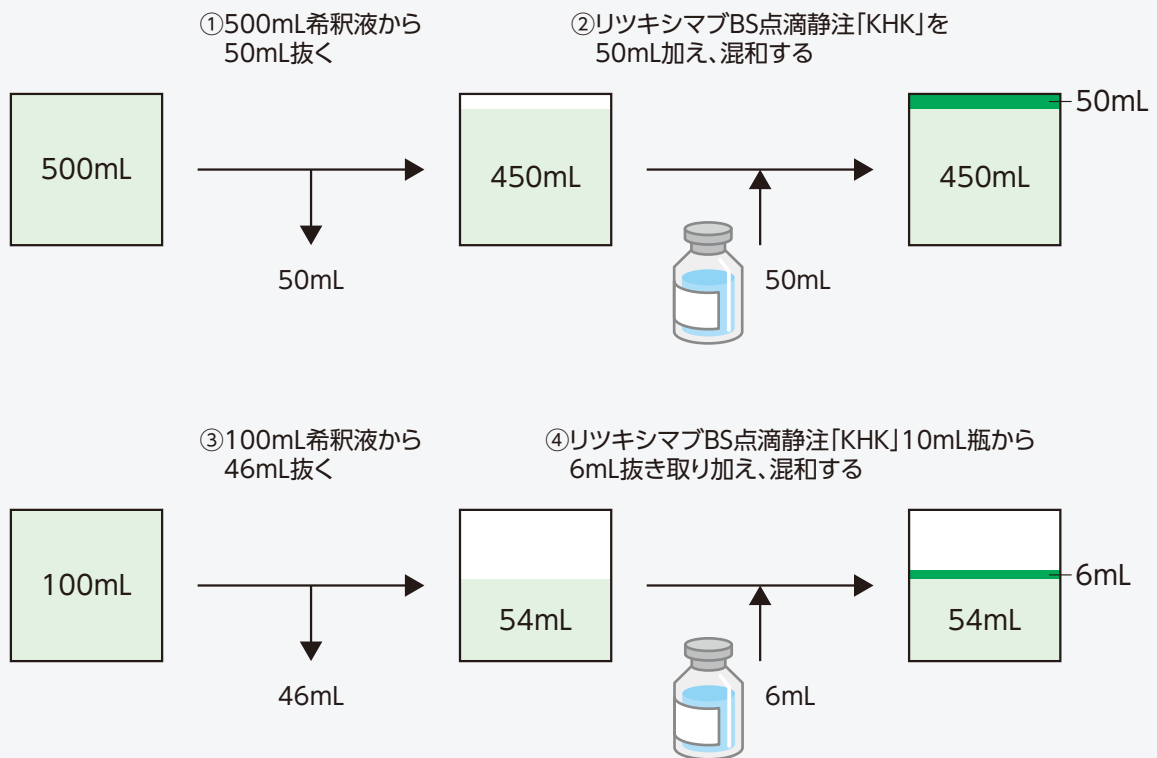 ①500mL希釈液から
50mL抜く
②リツキシマブBS点滴静注「KHK」を
50mL加え、混和する
500mL
450mL
450mL
50mL
50mL
50mL
③100mL希釈液から
46mL抜く
④リツキシマブBS点滴静注「KHK」10mL瓶から
6mL抜き取り加え、混和する
100mL
54mL
54mL
6mL
46mL
6mL